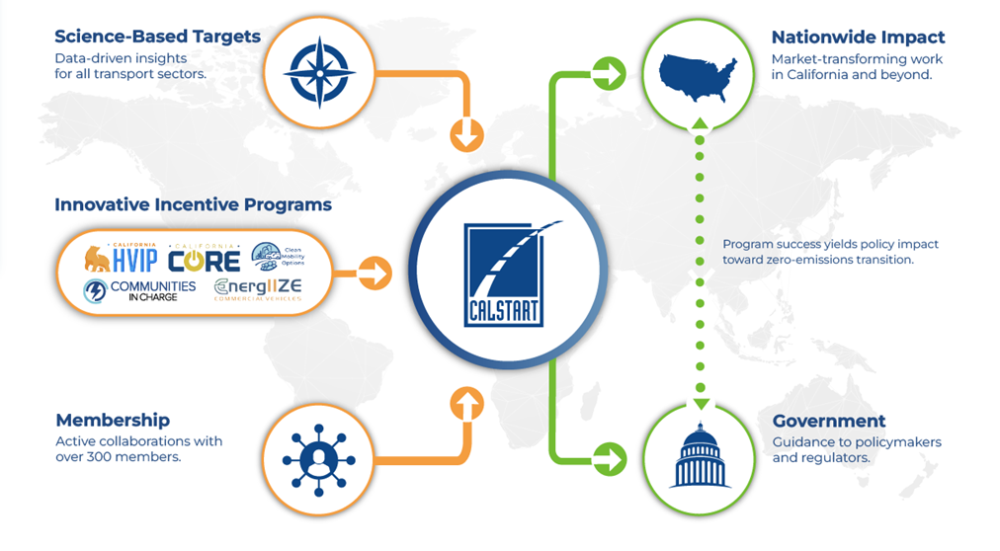 Science-Based Targets
Data-driven insights
for all transport sectors.
Innovative Incentive Programs
CALIFORNIA
HVIP
CALIFORNIA
CORE
Clean
Mobility
Options
COMMUNITIES
IN CHARGE
EnergIIZE
COMMERCIAL VEHICLES
Membership
Active collaborations with
over 300 members.
CALSTART
Nationwide Impact
Market-transforming work
in California and beyond.
Program success yields policy impact
toward zero-emissions transition.
Government
Guidance to policymakers
and regulators.